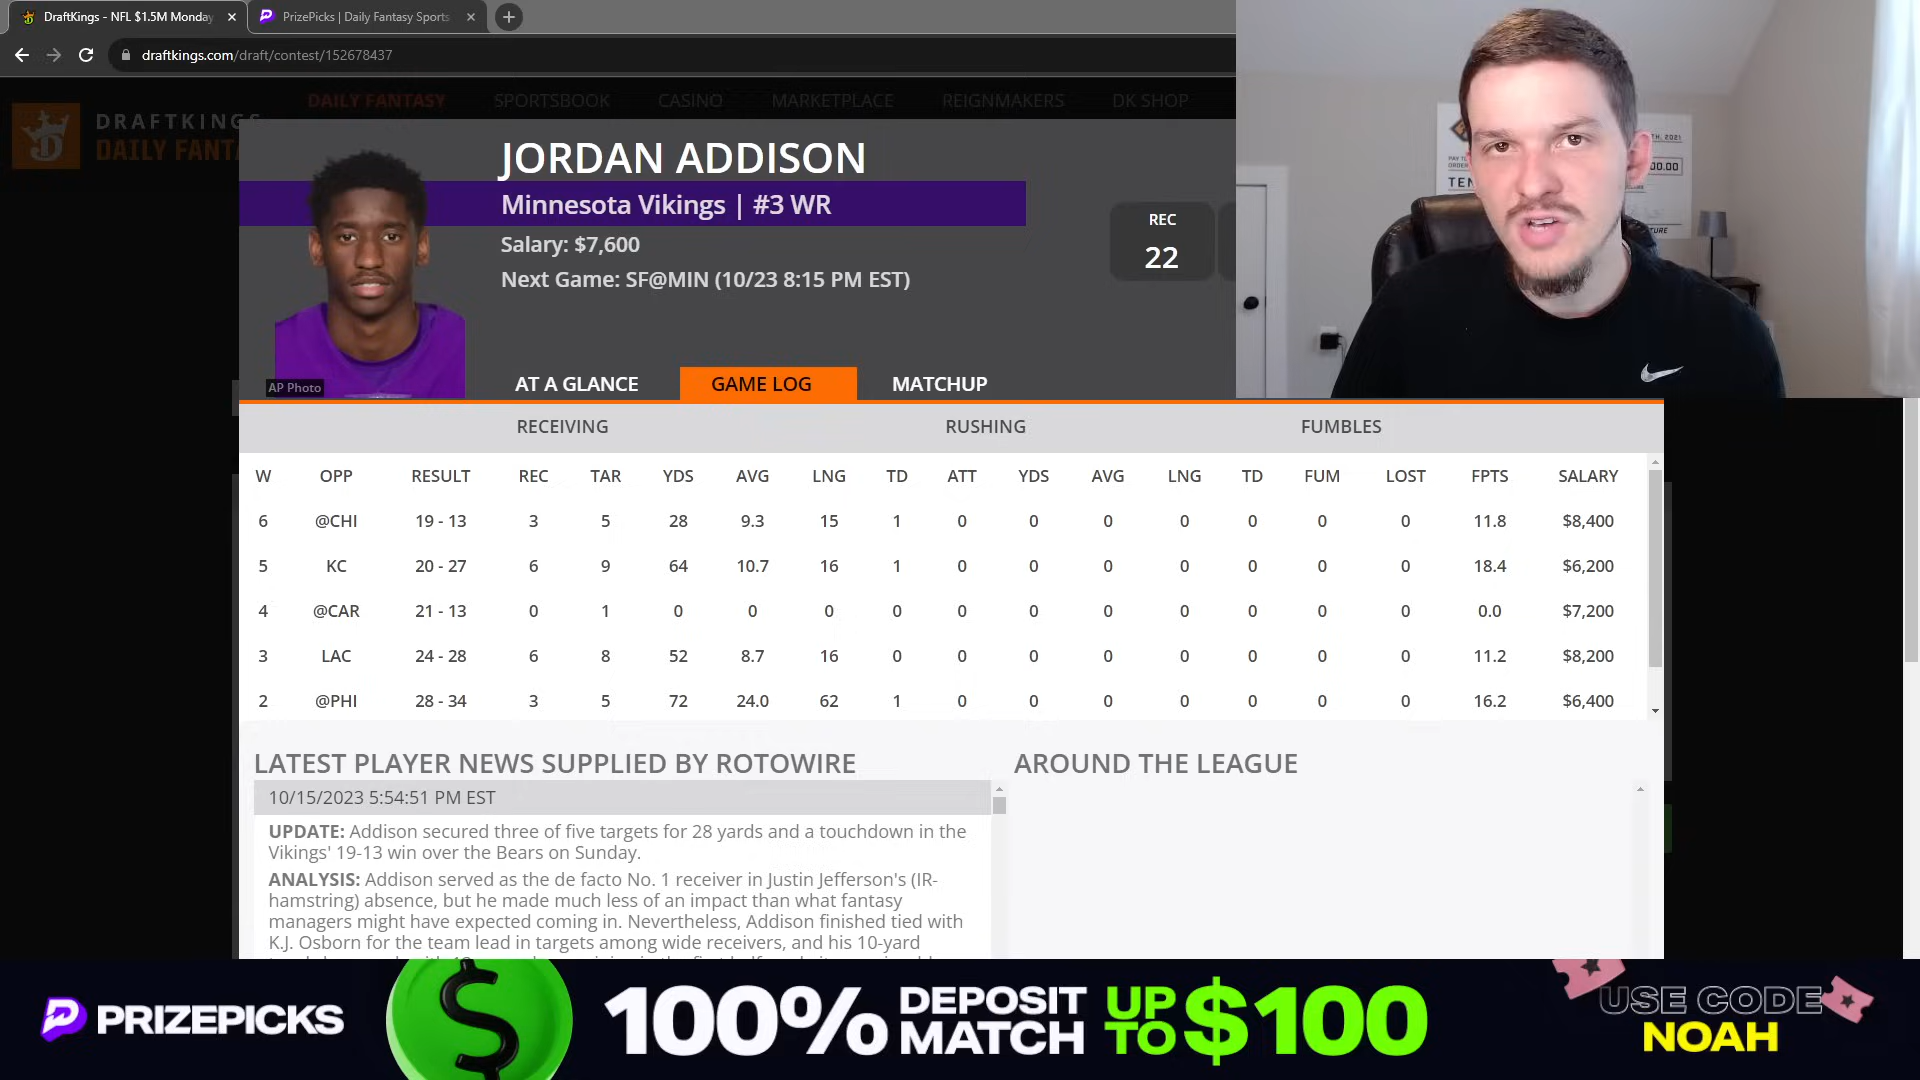 DraftKings - NFL $1.5M Monday
PrizePicks | Daily Fantasy Sports
draftkings.com/draft/contest/152678437
DAILY FANTASY SPORTSBOOK CASINO MARKETPLACE REIGNMAKERS DK SHOP
DRAFTKINGS
DAILY FANTA
JORDAN ADDISON
Minnesota Vikings | #3 WR
Salary: $7,600
Next Game: SF@MIN (10/23 8:15 PM EST)
REC
22
AP Photo
AT A GLANCE GAME LOG MATCHUP
RECEIVING RUSHING FUMBLES
W OPP RESULT REC TAR YDS AVG LNG TD ATT YDS AVG LNG TD FUM LOST FPTS SALARY
6 @CHI 19 - 13 3 5 28 9.3 15 1 0 0 0 0 0 0 0 11.8 $8,400
5 KC 20 - 27 6 9 64 10.7 16 1 0 0 0 0 0 0 0 18.4 $6,200
4 @CAR 21 - 13 0 1 0 0 0 0 0 0 0 0 0 0 0 0.0 $7,200
3 LAC 24 - 28 6 8 52 8.7 16 0 0 0 0 0 0 0 0 11.2 $8,200
2 @PHI 28 - 34 3 5 72 24.0 62 1 0 0 0 0 0 0 0 16.2 $6,400
LATEST PLAYER NEWS SUPPLIED BY ROTOWIRE
AROUND THE LEAGUE
10/15/2023 5:54:51 PM EST
UPDATE: Addison secured three of five targets for 28 yards and a touchdown in the
Vikings' 19-13 win over the Bears on Sunday.
ANALYSIS: Addison served as the de facto No. 1 receiver in Justin Jefferson's (IR-
hamstring) absence, but he made much less of an impact than what fantasy
managers might have expected coming in. Nevertheless, Addison finished tied with
K.J. Osborn for the team lead in targets among wide receivers, and his 10-yard
PRIZEPICKS
100% DEPOSIT MATCH UP TO $100
USE CODE
NOAH